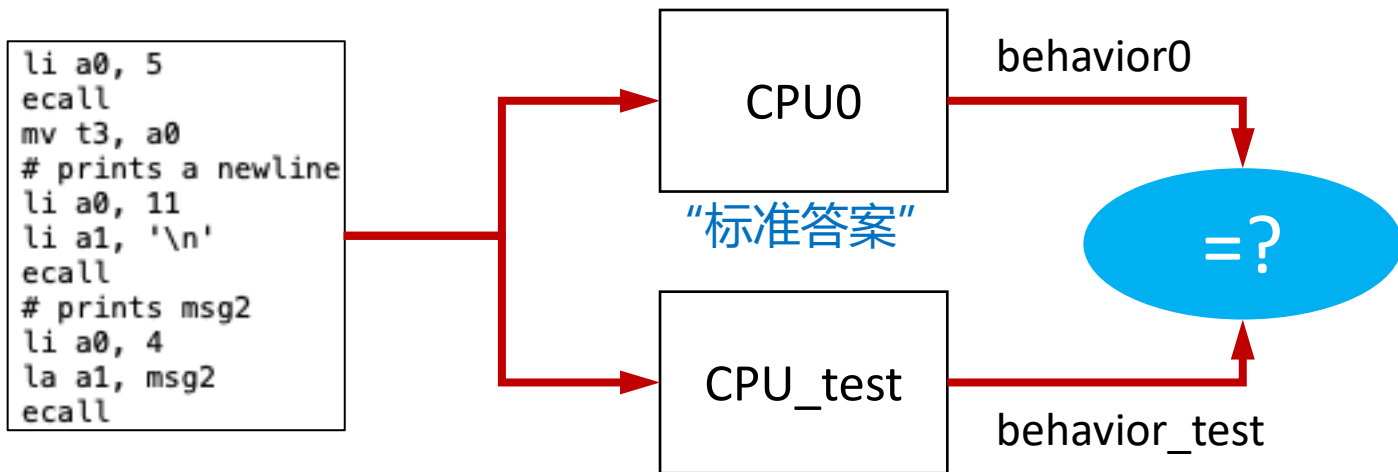 li a0, 5
ecall
mv t3, a0
# prints a newline
li a0, 11
li a1, '\n'
ecall
# prints msg2
li a0, 4
la a1, msg2
ecall
CPU0
“标准答案”
CPU_test
behavior0
=?
behavior_test